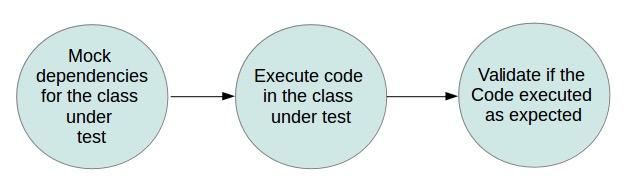 Mock
dependencies
for the class
under
test
Execute code
in the class
under test
Validate if the
Code executed
as expected